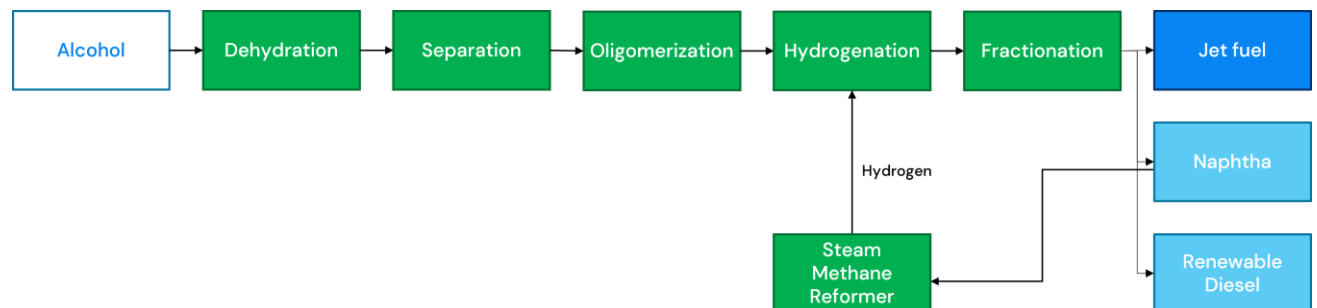 Alcohol
Dehydration
Separation
Oligomerization
Hydrogenation
Fractionation
Jet fuel
Naphtha
Hydrogen
Steam
Methane
Reformer
Renewable
Diesel